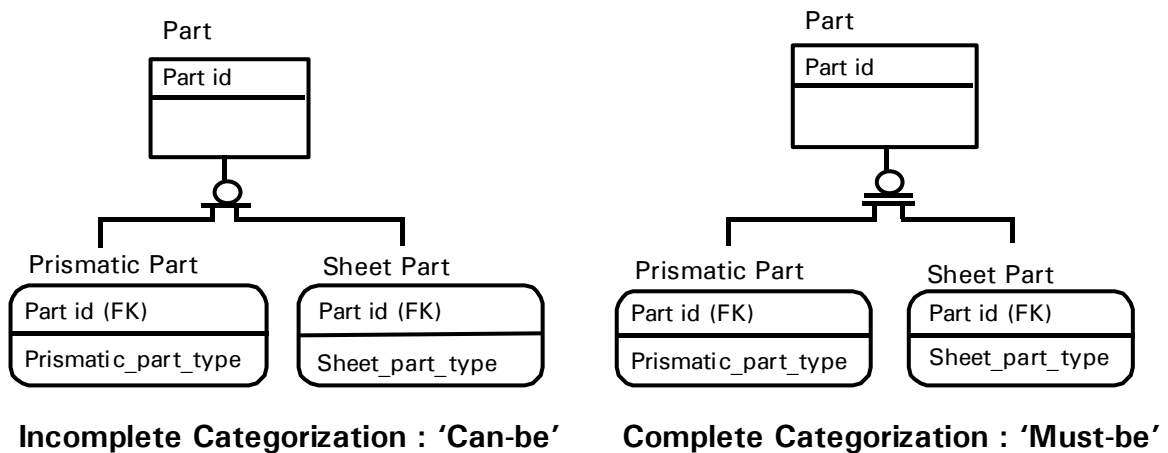 Part
Part id
Prismatic Part
Sheet Part
Part id (FK)
Part id (FK)
Prismatic_part_type
Sheet_part_type
Incomplete Categorization : ‘Can-be’
Part
Part id
Prismatic Part
Sheet Part
Part id (FK)
Part id (FK)
Prismatic_part_type
Sheet_part_type
Complete Categorization : ‘Must-be’